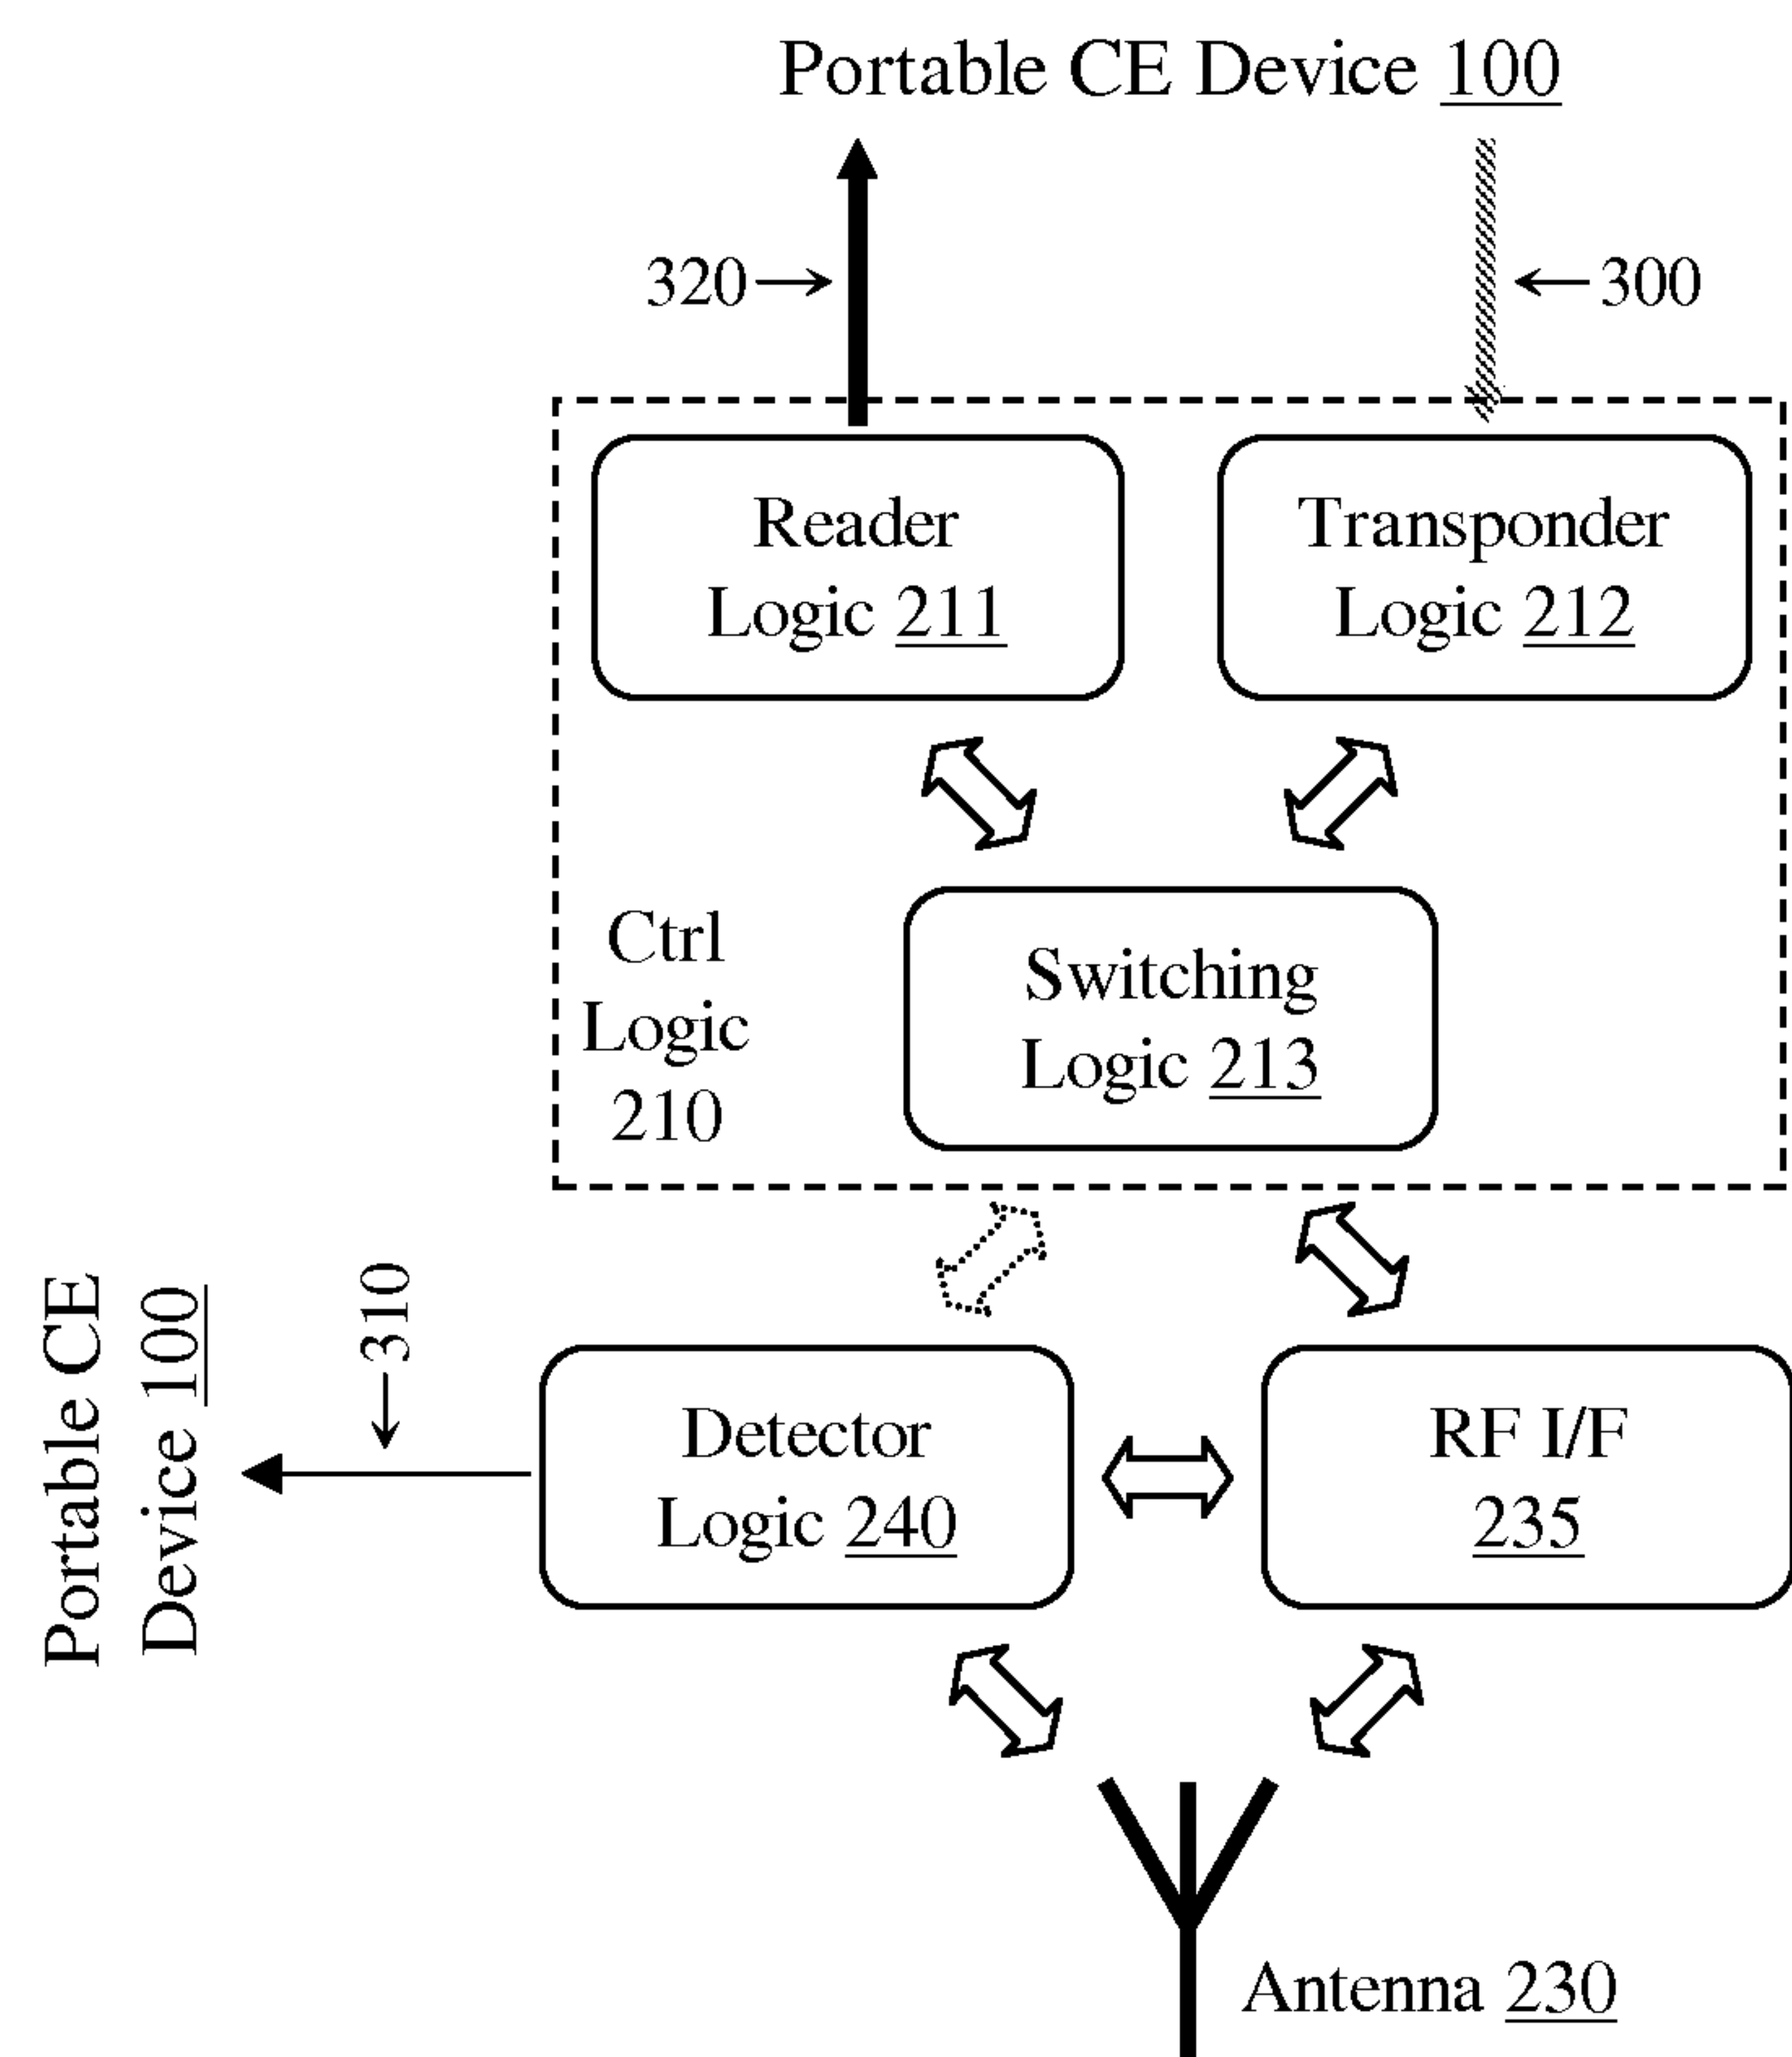 Portable CE Device 100
320
300
Reader
Logic 211
Transponder
Logic 212
Ctrl
Logic
210
Switching
Logic 213
Portable CE
Device 100
310
Detector
Logic 240
RF I/F
235
Antenna 230